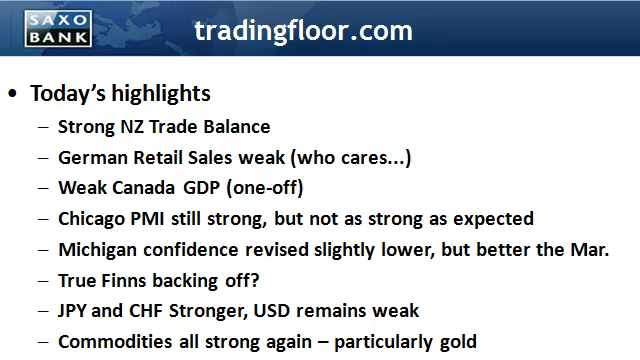 SAXO
BANK
tradingfloor.com
• Today's highlights
– Strong NZ Trade Balance
– German Retail Sales weak (who cares...)
– Weak Canada GDP (one-off)
– Chicago PMI still strong, but not as strong as expected
– Michigan confidence revised slightly lower, but better the Mar.
– True Finns backing off?
– JPY and CHF Stronger, USD remains weak
– Commodities all strong again – particularly gold